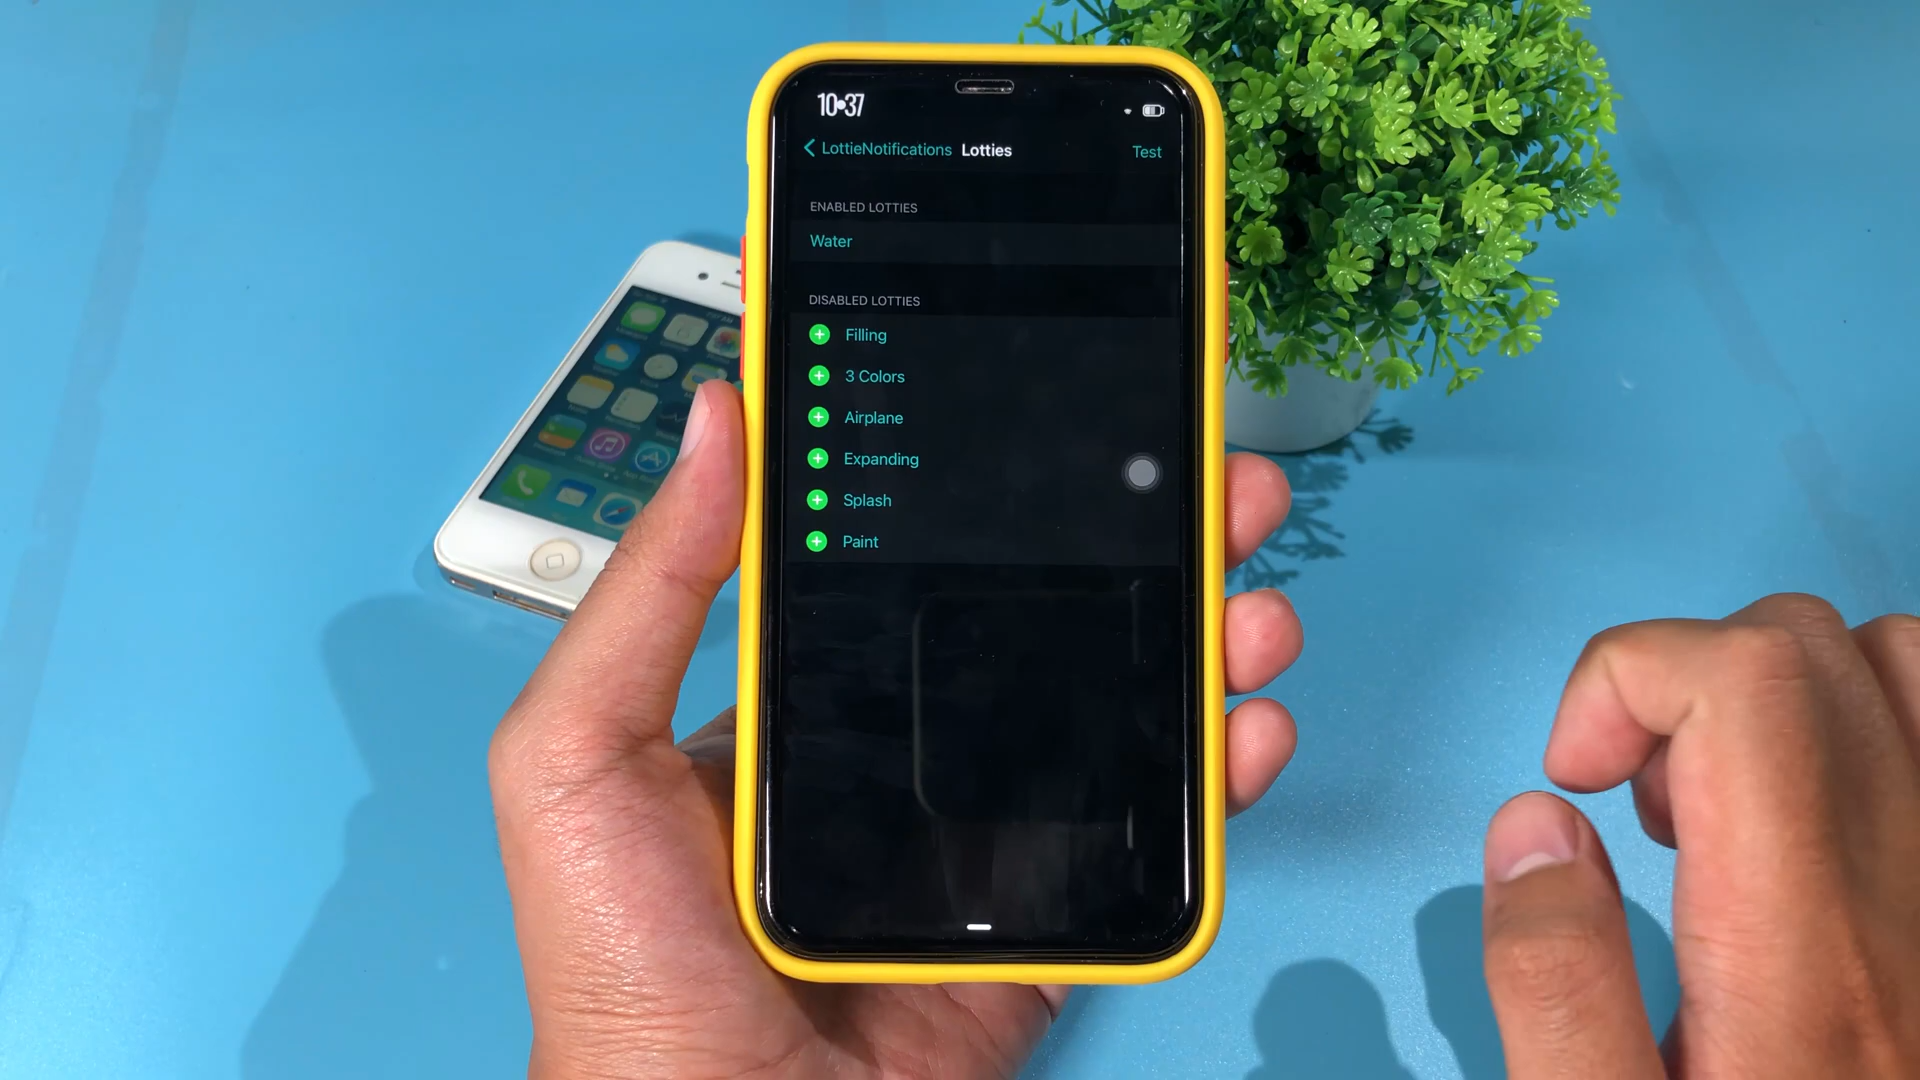 10•37
LottieNotifications Lotties Test
ENABLED LOTTIES
Water
DISABLED LOTTIES
Filling
3 Colors
Airplane
Expanding
Splash
Paint